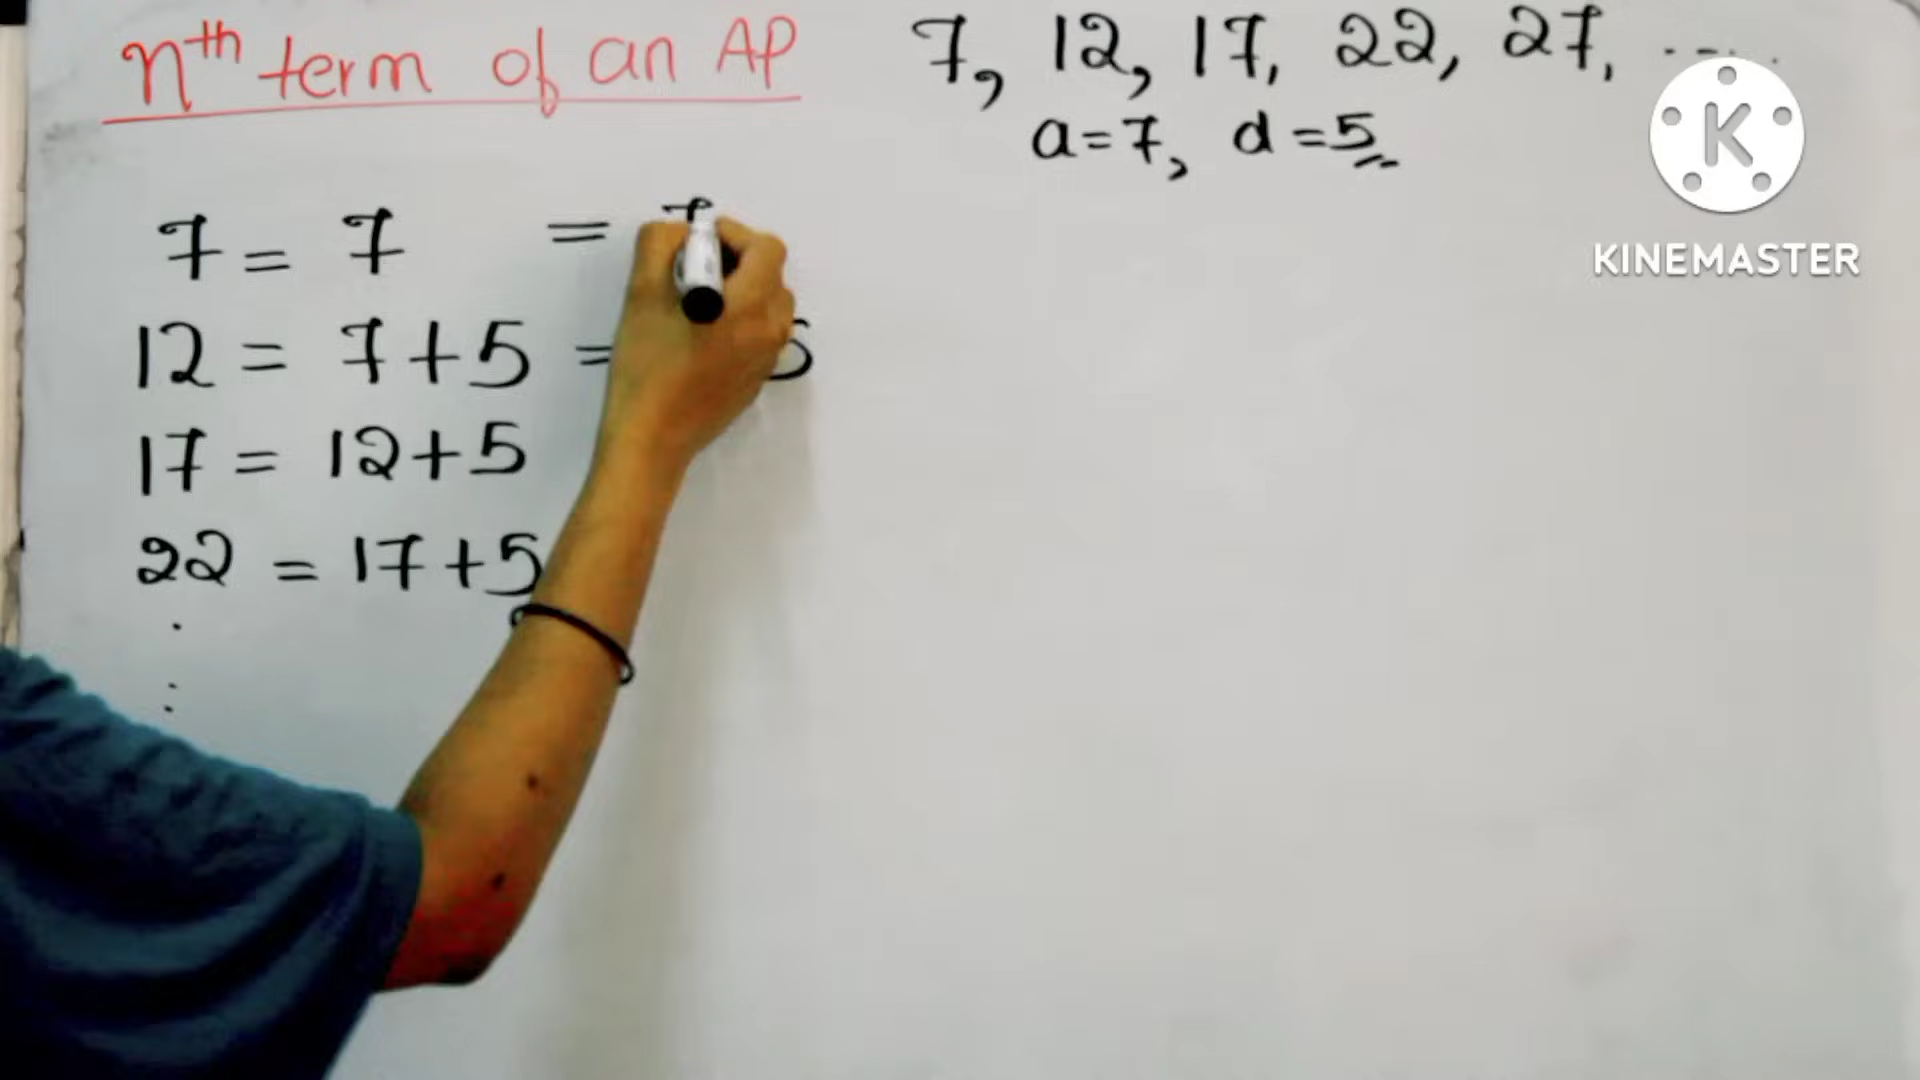 nth term of an AP
7, 12, 17, 22, 27, ....
a=7, d=5
7 = 7 = 7
12 = 7+5 =
17 = 12+5
22 = 17+5
KINEMASTER